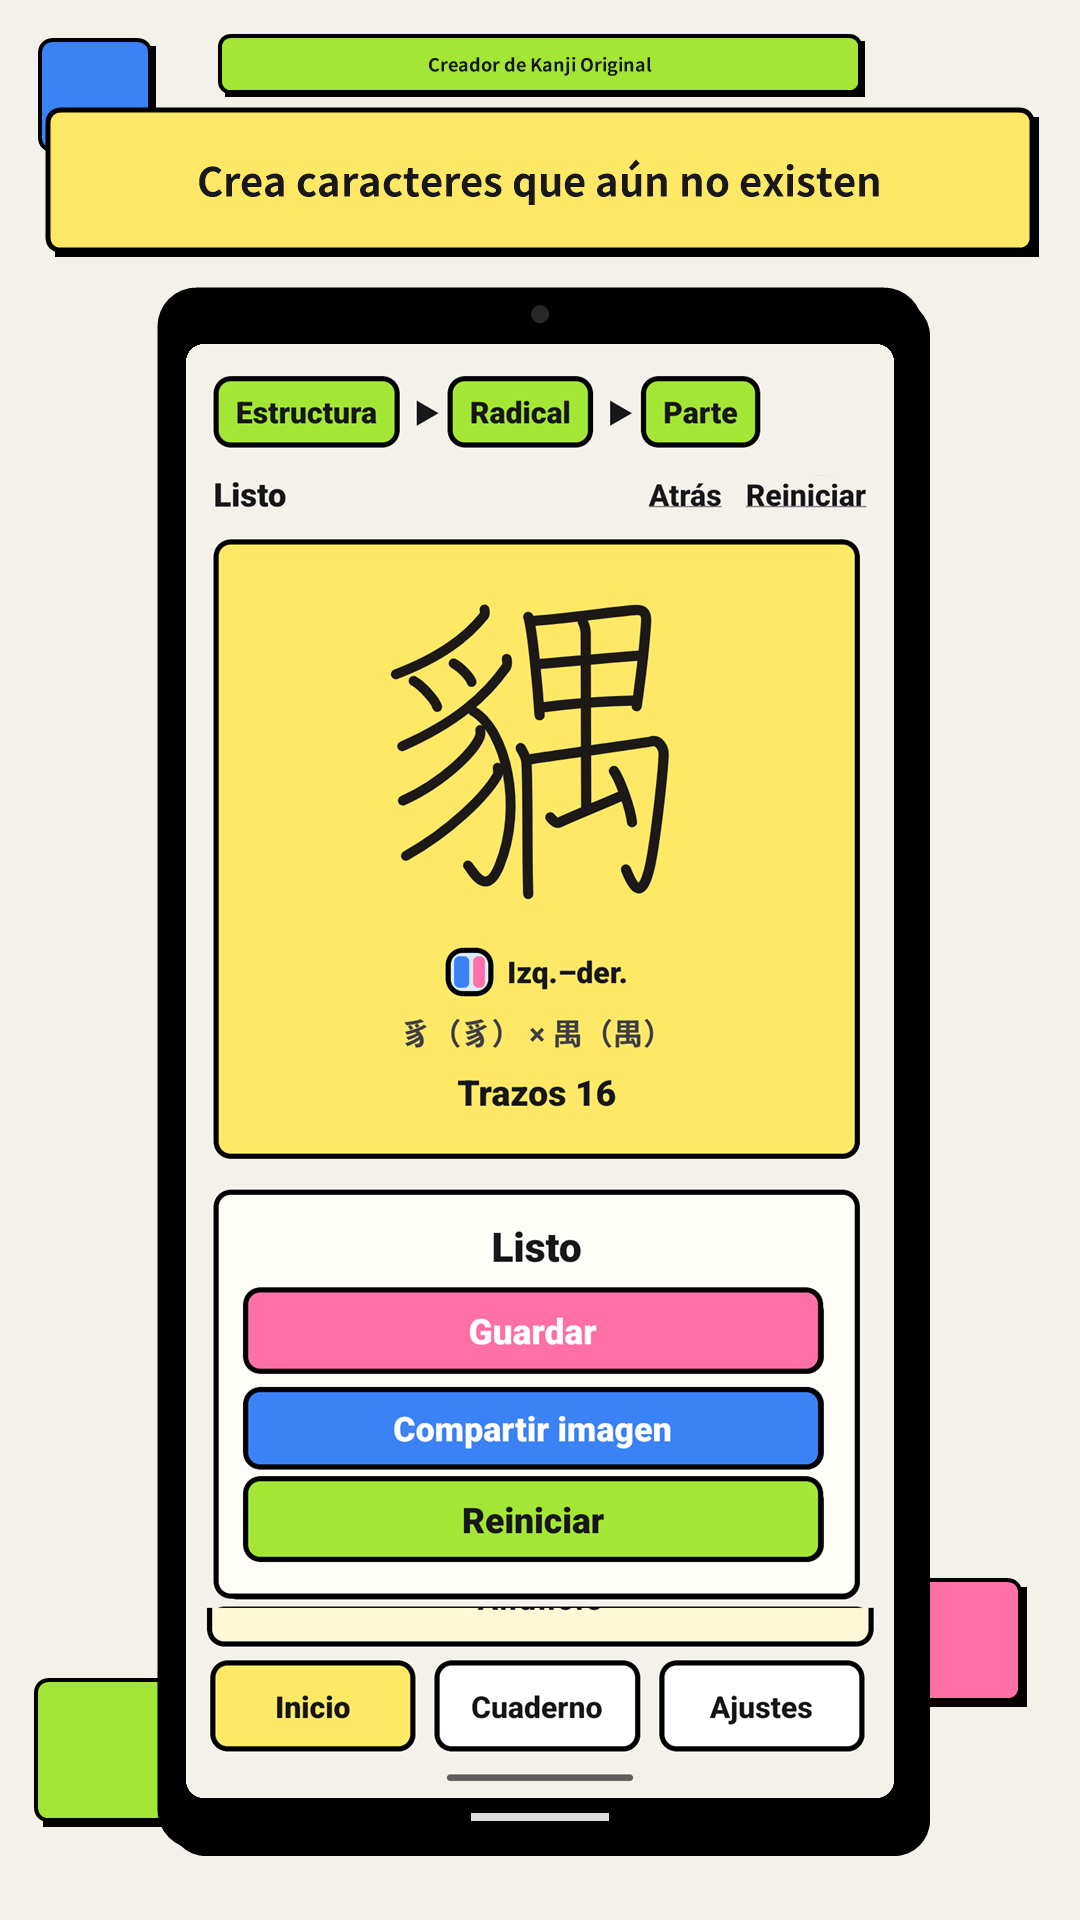 Creador de Kanji Original
Crea caracteres que aún no existen
Estructura ▶ Radical ▶ Parte
Listo Atrás Reiniciar
Izq.–der.
豸（豸）× 禺（禺）
Trazos 16
Listo
Guardar
Compartir imagen
Reiniciar
Inicio Cuaderno Ajustes